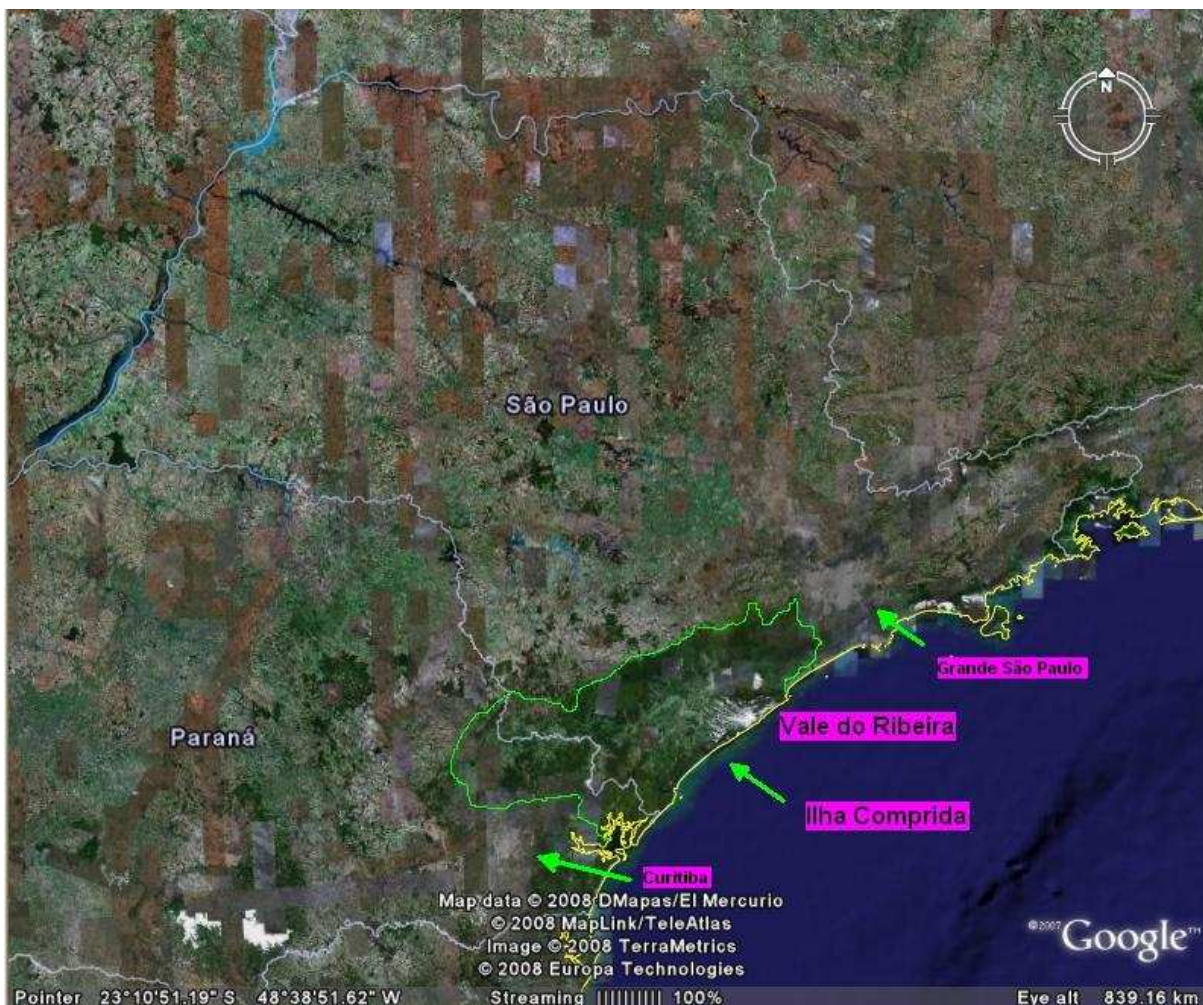 N
São Paulo
Grande São Paulo
Vale do Ribeira
Paraná
Ilha Comprida
Curitiba
Map data © 2008 DMapas/El Mercurio
© 2008 MapLink/TeleAtlas
Image © 2008 TerraMetrics
© 2008 Europa Technologies
©2007 Google™
Pointer 23°10'51.19" S 48°38'51.62" W Streaming |||||||||| 100% Eye alt 839.16 km